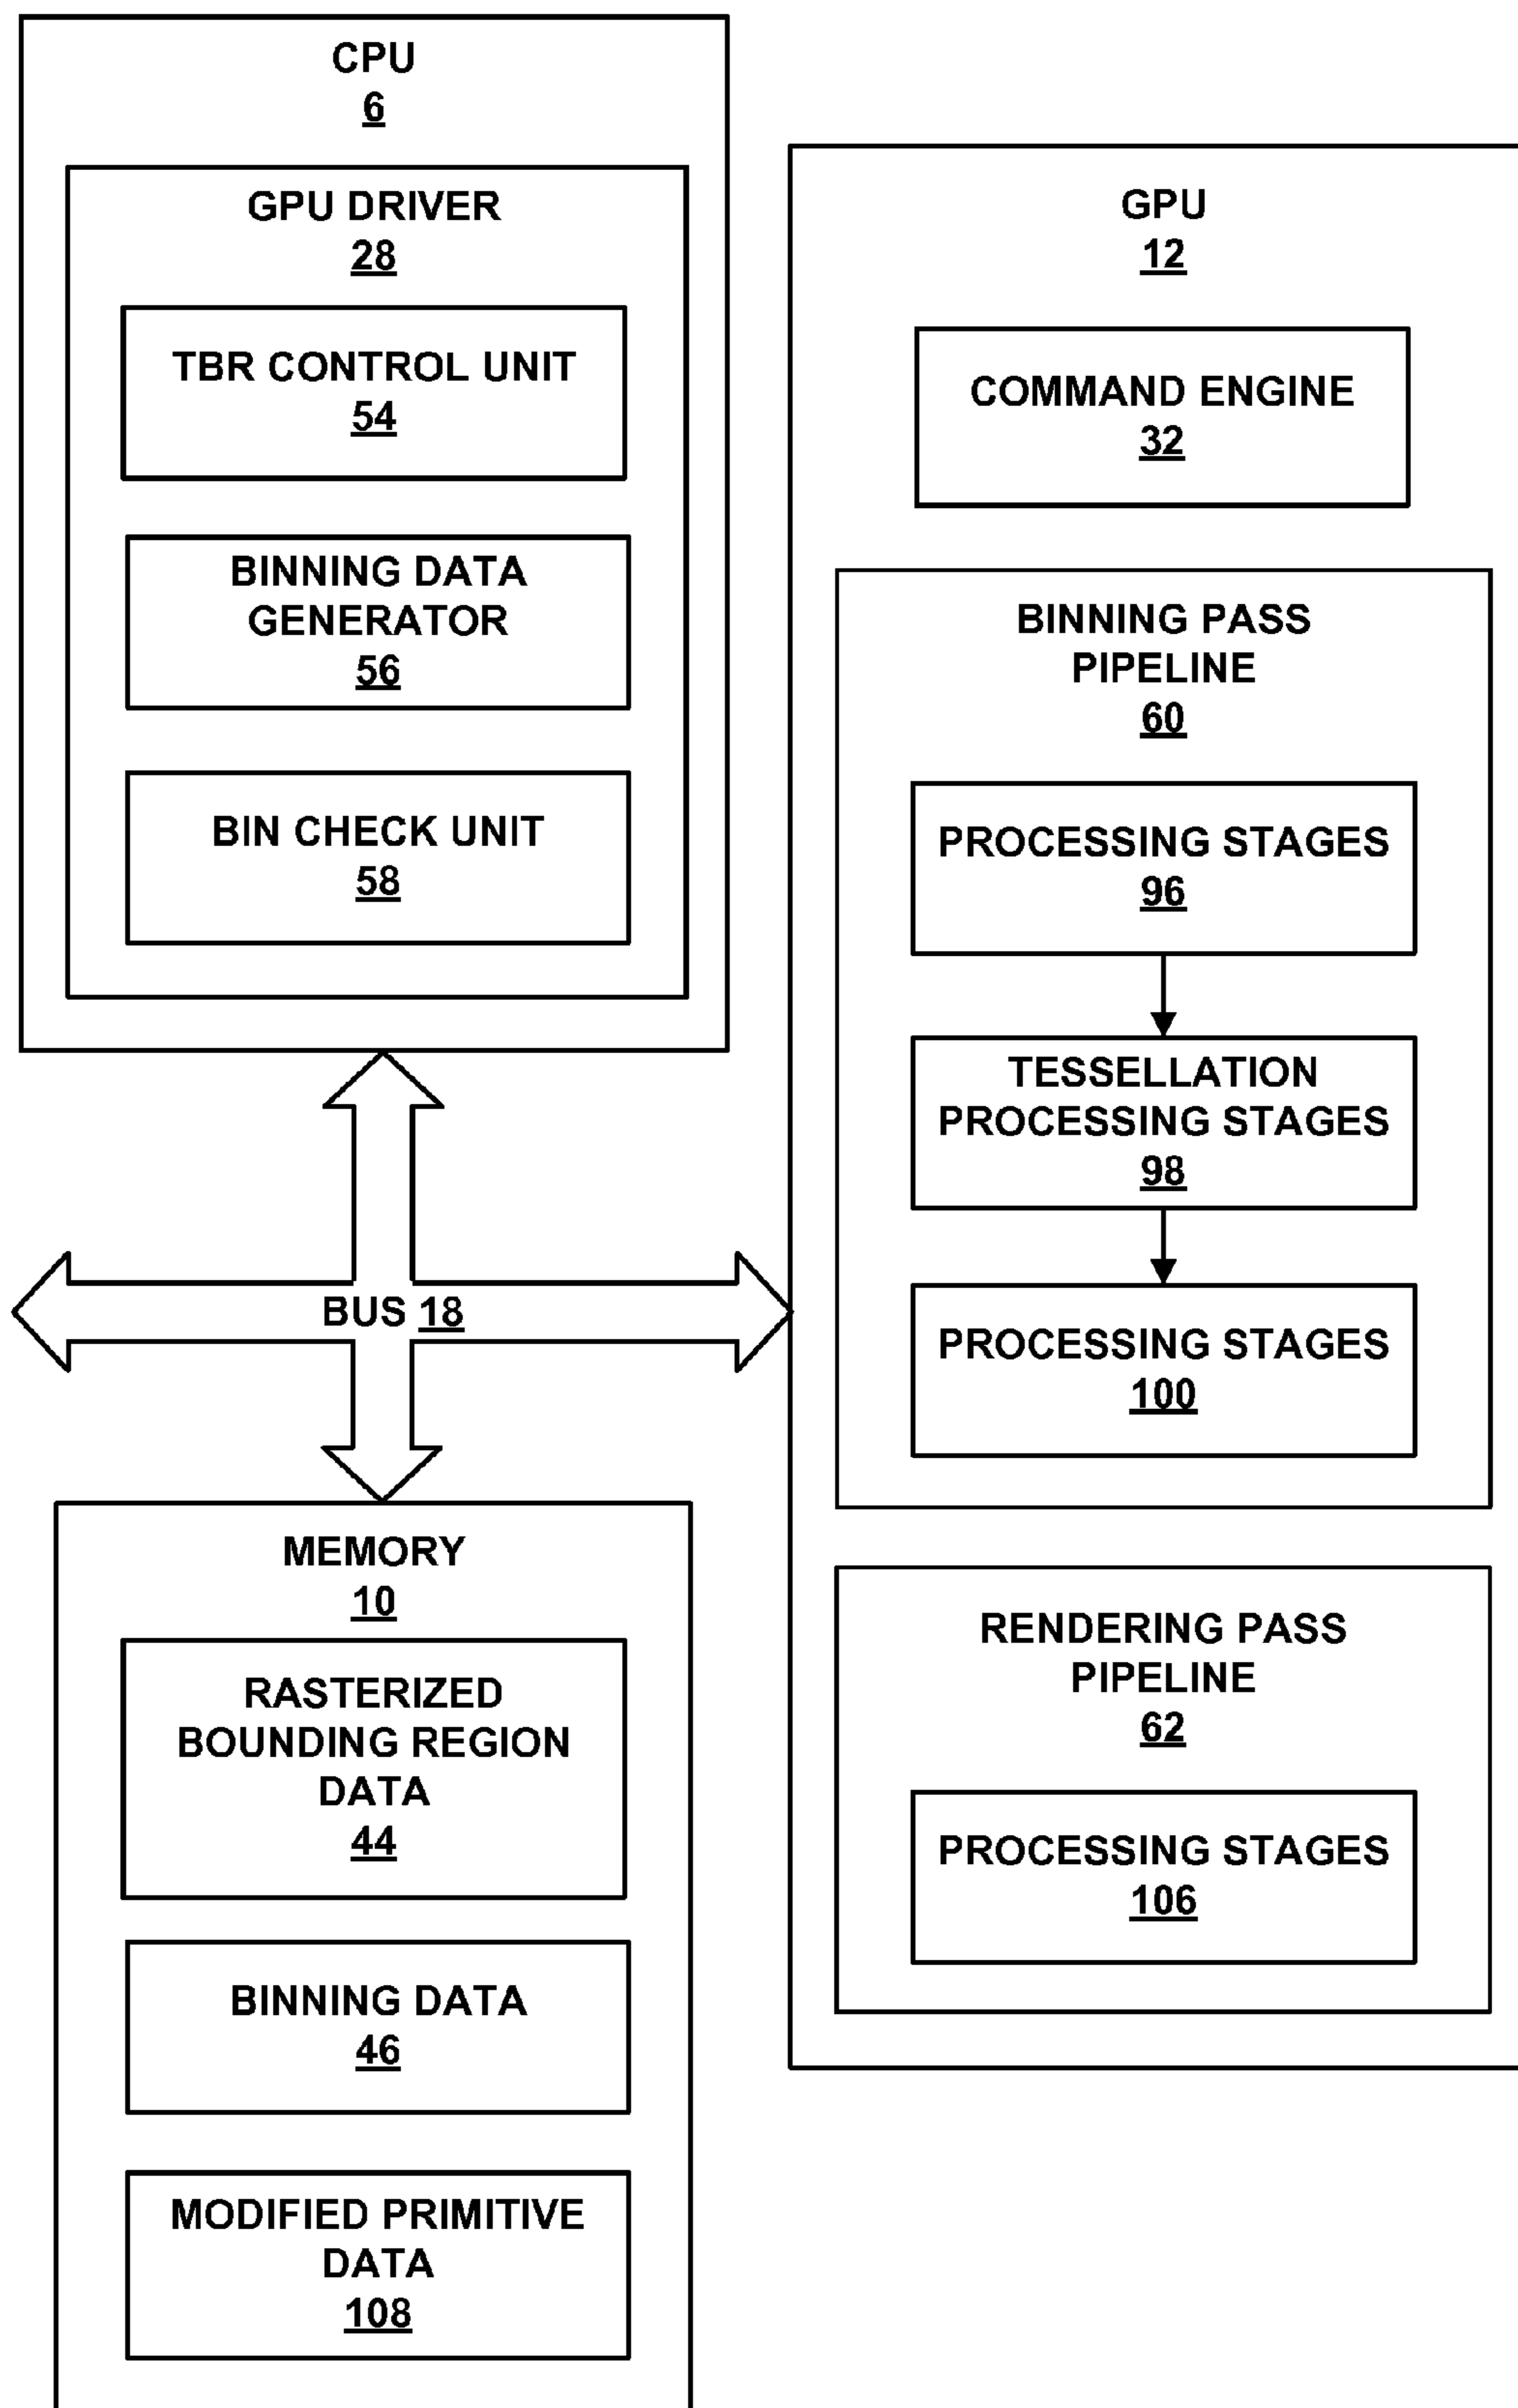 CPU
6
GPU DRIVER
28
TBR CONTROL UNIT
54
BINNING DATA
GENERATOR
56
BIN CHECK UNIT
58
BUS 18
MEMORY
10
RASTERIZED
BOUNDING REGION
DATA
44
BINNING DATA
46
MODIFIED PRIMITIVE
DATA
108
GPU
12
COMMAND ENGINE
32
BINNING PASS
PIPELINE
60
PROCESSING STAGES
96
TESSELLATION
PROCESSING STAGES
98
PROCESSING STAGES
100
RENDERING PASS
PIPELINE
62
PROCESSING STAGES
106